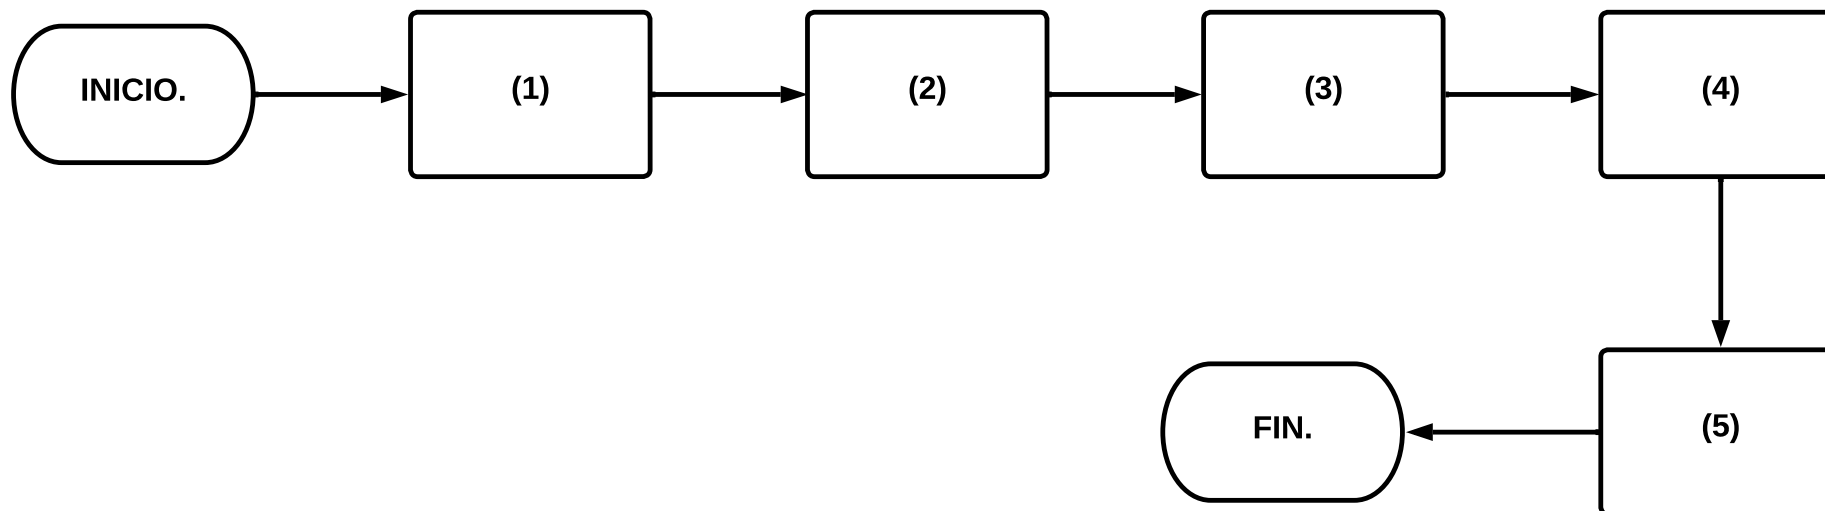 INICIO.
(1)
(2)
(3)
(4)
FIN.
(5)